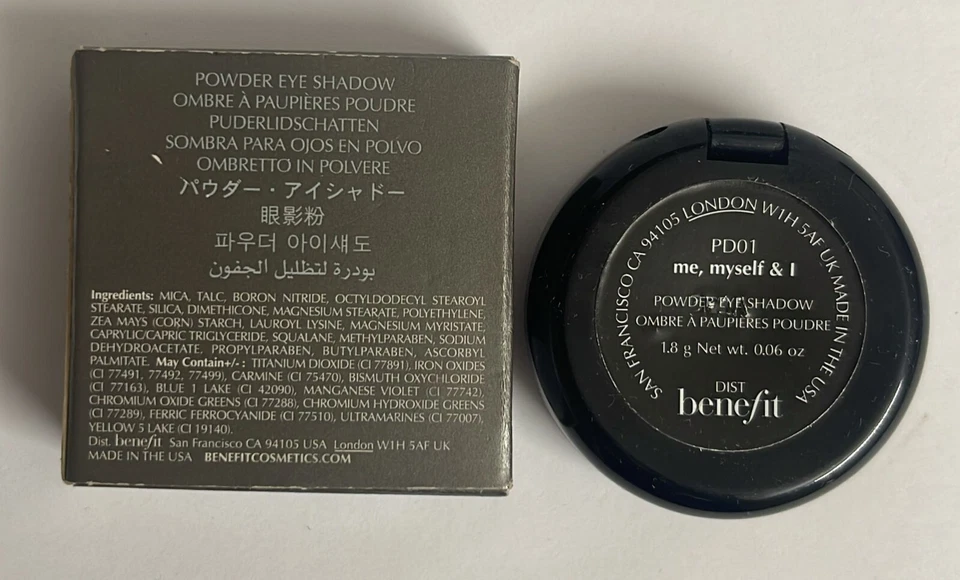 POWDER EYE SHADOW
OMBRE À PAUPIÈRES POUDRE
PUDERLIDSCHATTEN
SOMBRA PARA OJOS EN POLVO
OMBRETTO IN POLVERE
パウダー・アイシャドー
眼影粉
파우더 아이섀도
بودرة لتظليل الجفون
Ingredients: MICA, TALC, BORON NITRIDE, OCTYLDODECYL STEAROYL
STEARATE, SILICA, DIMETHICONE, MAGNESIUM STEARATE, POLYETHYLENE,
ZEA MAYS (CORN) STARCH, LAUROYL LYSINE, MAGNESIUM MYRISTATE,
CAPRYLIC/CAPRIC TRIGLYCERIDE, SQUALANE, METHYLPARABEN, SODIUM
DEHYDROACETATE, PROPYLPARABEN, BUTYLPARABEN, ASCORBYL
PALMITATE. May Contain+/-: TITANIUM DIOXIDE (CI 77891), IRON OXIDES
(CI 77491, 77492, 77499), CARMINE (CI 75470), BISMUTH OXYCHLORIDE
(CI 77163), BLUE 1 LAKE (CI 42090), MANGANESE VIOLET (CI 77742),
CHROMIUM OXIDE GREENS (CI 77288), CHROMIUM HYDROXIDE GREENS
(CI 77289), FERRIC FERROCYANIDE (CI 77510), ULTRAMARINES (CI 77007),
YELLOW 5 LAKE (CI 19140).
Dist. benefit San Francisco CA 94105 USA London W1H 5AF UK
MADE IN THE USA BENEFITCOSMETICS.COM
SAN FRANCISCO CA 94105 LONDON W1H 5AF UK MADE IN THE USA
PD01
me, myself & I
POWDER EYE SHADOW
OMBRE À PAUPIÈRES POUDRE
1.8 g Net wt. 0.06 oz
DIST
benefit